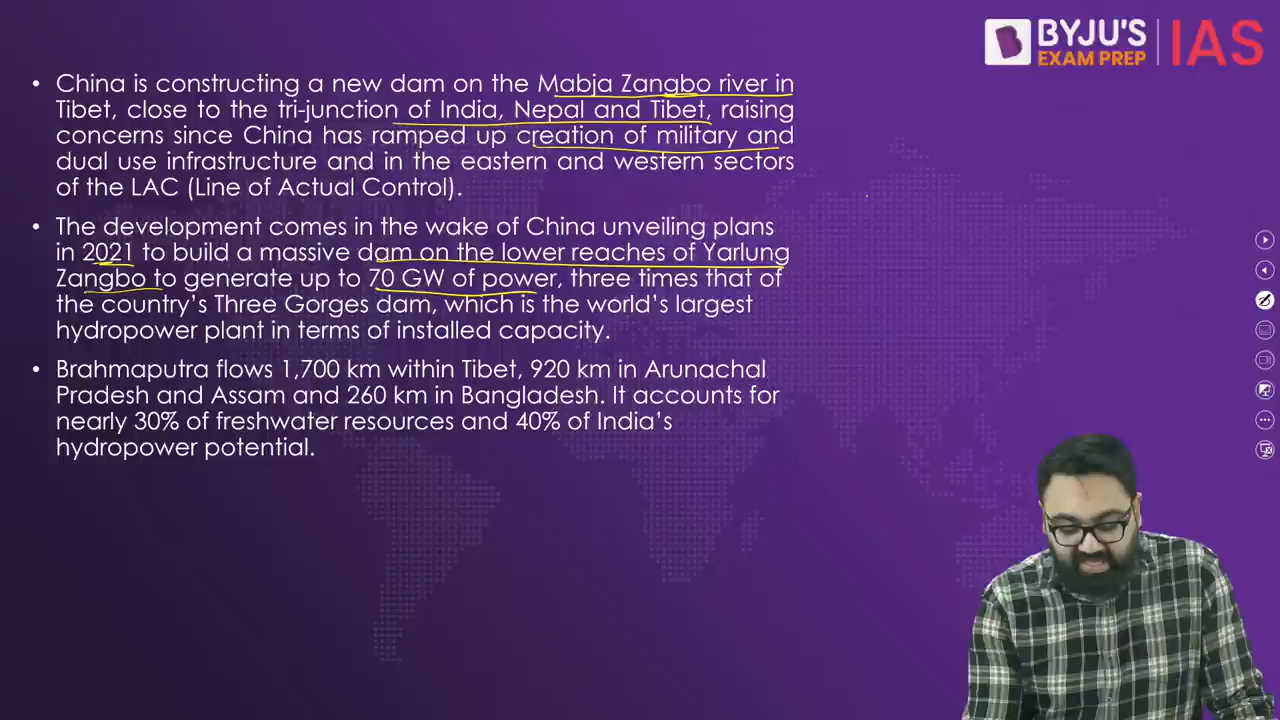 BYJU'S
EXAM PREP
IAS
• China is constructing a new dam on the Mabja Zangbo river in
Tibet, close to the tri-junction of India, Nepal and Tibet, raising
concerns since China has ramped up creation of military and
dual use infrastructure and in the eastern and western sectors
of the LAC (Line of Actual Control).
• The development comes in the wake of China unveiling plans
in 2021 to build a massive dam on the lower reaches of Yarlung
Zangbo to generate up to 70 GW of power, three times that of
the country's Three Gorges dam, which is the world's largest
hydropower plant in terms of installed capacity.
• Brahmaputra flows 1,700 km within Tibet, 920 km in Arunachal
Pradesh and Assam and 260 km in Bangladesh. It accounts for
nearly 30% of freshwater resources and 40% of India's
hydropower potential.